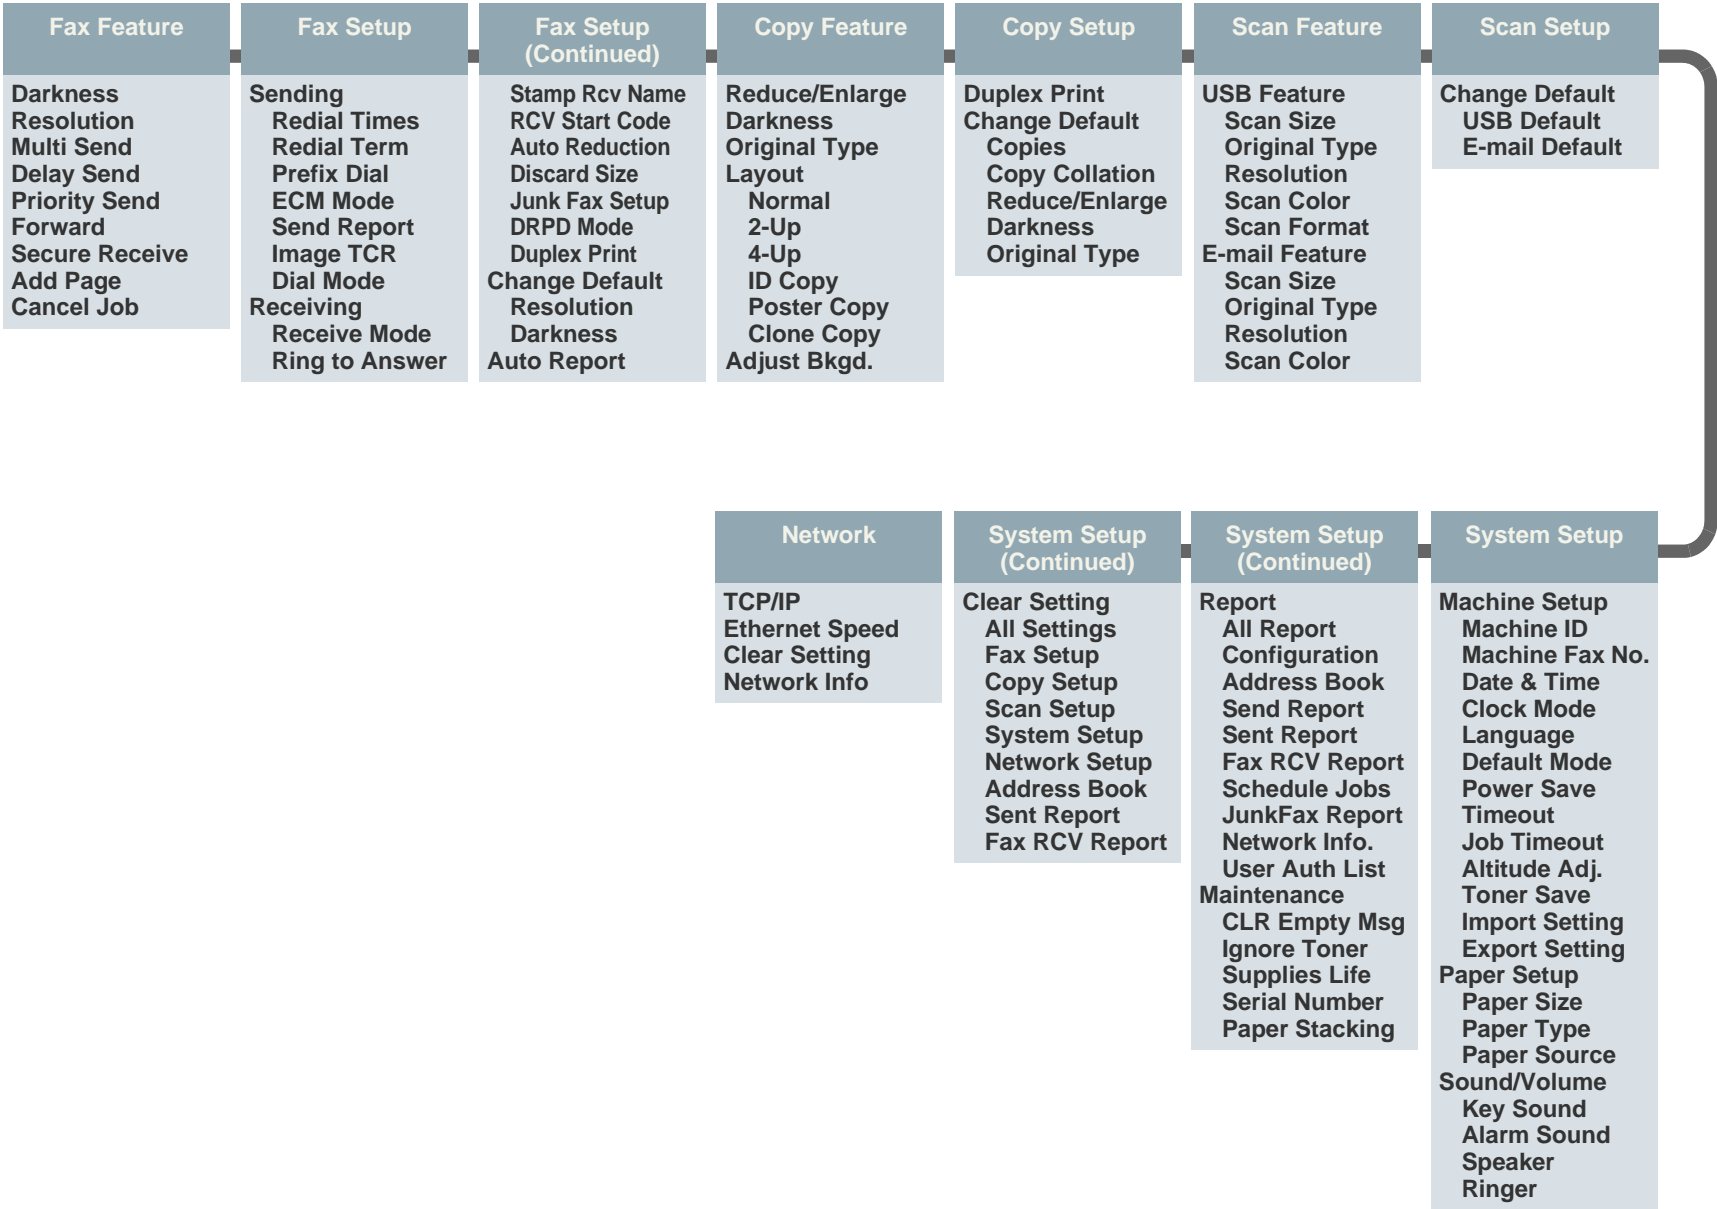 Fax Feature
Darkness
Resolution
Multi Send
Delay Send
Priority Send
Forward
Secure Receive
Add Page
Cancel Job
Fax Setup
Sending
Redial Times
Redial Term
Prefix Dial
ECM Mode
Send Report
Image TCR
Dial Mode
Receiving
Receive Mode
Ring to Answer
Fax Setup
(Continued)
Stamp Rcv Name
RCV Start Code
Auto Reduction
Discard Size
Junk Fax Setup
DRPD Mode
Duplex Print
Change Default
Resolution
Darkness
Auto Report
Copy Feature
Reduce/Enlarge
Darkness
Original Type
Layout
Normal
2-Up
4-Up
ID Copy
Poster Copy
Clone Copy
Adjust Bkgd.
Copy Setup
Duplex Print
Change Default
Copies
Copy Collation
Reduce/Enlarge
Darkness
Original Type
Scan Feature
USB Feature
Scan Size
Original Type
Resolution
Scan Color
Scan Format
E-mail Feature
Scan Size
Original Type
Resolution
Scan Color
Scan Setup
Change Default
USB Default
E-mail Default
Network
TCP/IP
Ethernet Speed
Clear Setting
Network Info
System Setup
(Continued)
Clear Setting
All Settings
Fax Setup
Copy Setup
Scan Setup
System Setup
Network Setup
Address Book
Sent Report
Fax RCV Report
System Setup
(Continued)
Report
All Report
Configuration
Address Book
Send Report
Sent Report
Fax RCV Report
Schedule Jobs
JunkFax Report
Network Info.
User Auth List
Maintenance
CLR Empty Msg
Ignore Toner
Supplies Life
Serial Number
Paper Stacking
System Setup
Machine Setup
Machine ID
Machine Fax No.
Date & Time
Clock Mode
Language
Default Mode
Power Save
Timeout
Job Timeout
Altitude Adj.
Toner Save
Import Setting
Export Setting
Paper Setup
Paper Size
Paper Type
Paper Source
Sound/Volume
Key Sound
Alarm Sound
Speaker
Ringer